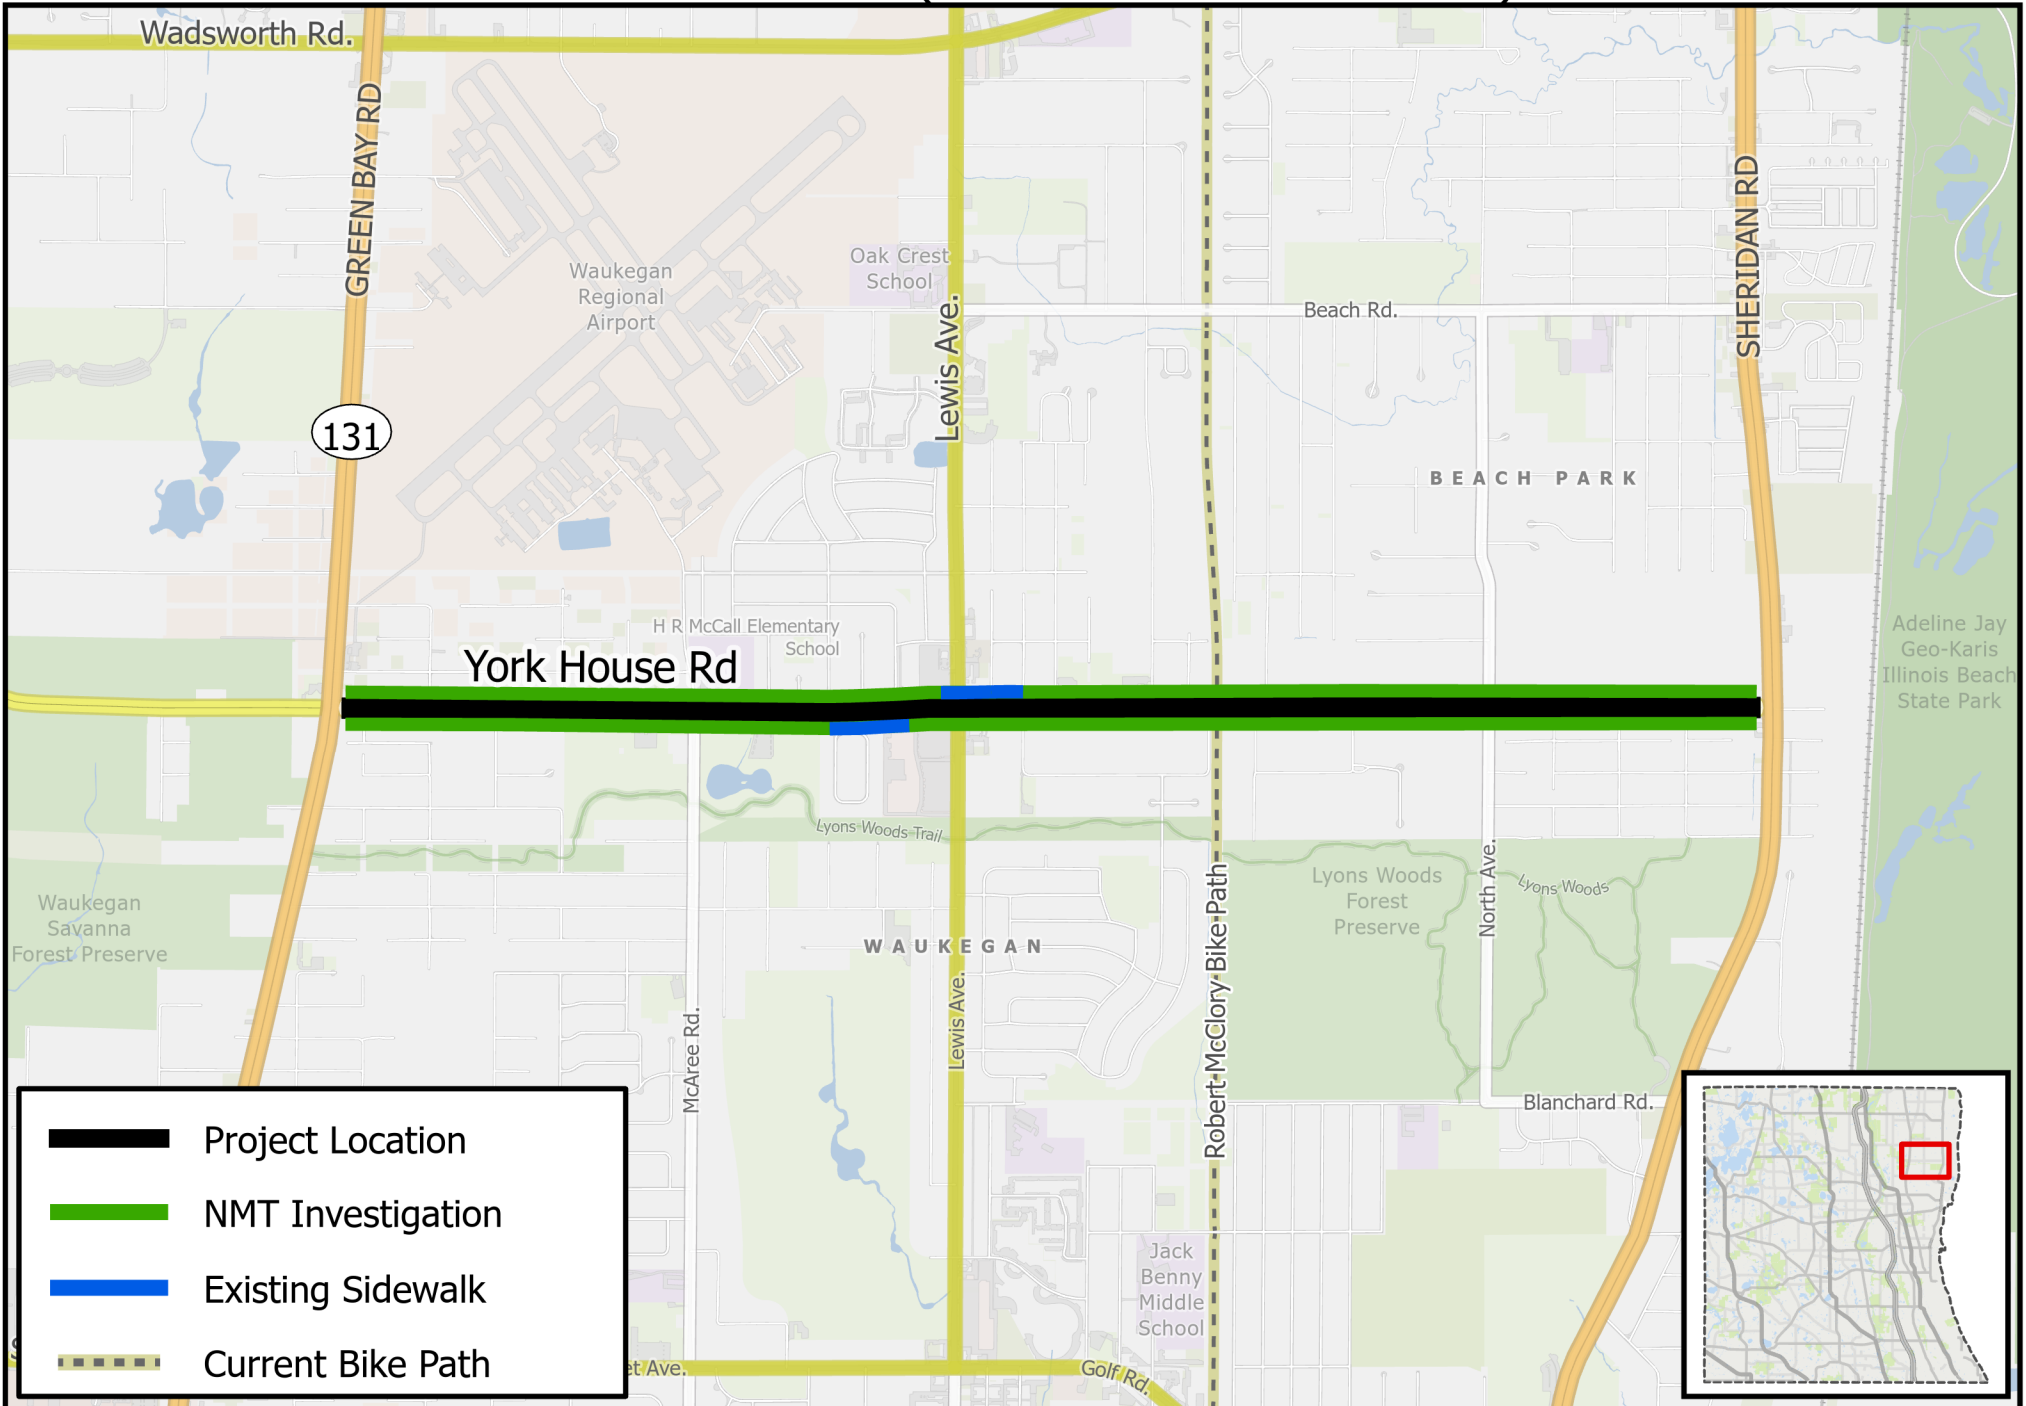 Wadsworth Rd.
GREEN BAY RD
SHERIDAN RD
Oak Crest
School
Waukegan
Regional
Airport
Lewis Ave.
Beach Rd.
131
BEACH PARK
H R McCall Elementary
School
York House Rd
Adeline Jay
Geo-Karis
Illinois Beach
State Park
Lyons Woods Trail
Waukegan
Savanna
Forest Preserve
Lyons Woods
Forest
Preserve
North Ave.
Lyons Woods
WAUKEGAN
Lewis Ave.
McAree Rd.
Robert McClory Bike Path
Blanchard Rd.
Jack
Benny
Middle
School
et Ave.
Golf Rd.
Project Location
NMT Investigation
Existing Sidewalk
Current Bike Path